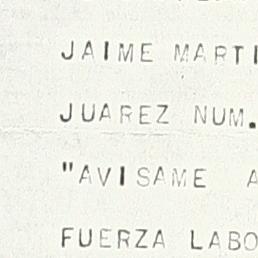 JAIME MARTI
JUAREZ NUM.
"AVISAME A
FUERZA LABO